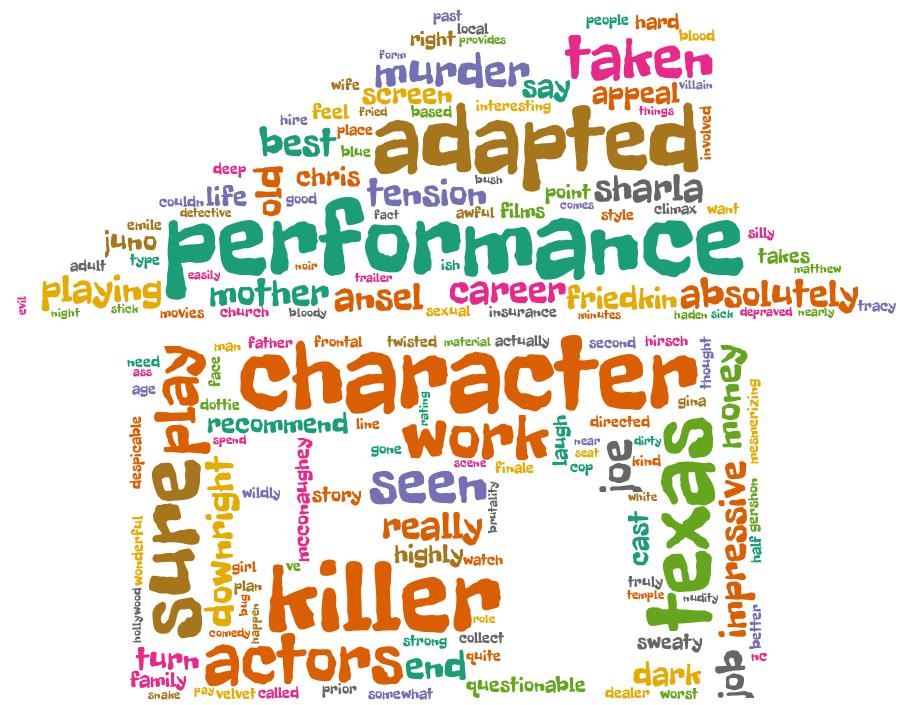 past
local
right provides
people hard
blood
form
murder
taken
wife
screen
say
appeal
villain
hire
feel
fried
based
interesting
things
best
place
blue
adapted
involved
deep
old
chris
tension
bush
point
sharla
couldn
life
good
comes
detective
fact
awful
films
style
climax
want
emile
juno
performance
silly
adult
type
easily
noir
ish
trailer
takes
matthew
evil
playing
mother
ansel
career
friedkin
absolutely
night
stick
movies
church
bloody
sexual
insurance
minutes
haden
sick
depraved
nearly
tracy
need
ass
age
play
man
father
frontal
twisted
material
actually
second
hirsch
thought
money
face
character
dottie
gina
mesmerizing
recommend
line
rating
directed
spend
gone
work
laugh
near
seat
cop
dirty
kind
joe
texas
despicable
sure
downright
wildly
mcconaughey
story
scene
finale
seen
brutality
white
impressive
gershon
half
wonderful
really
cast
highly
watch
girl
ve
plan
bug
happen
killer
truly
temple
nudity
hollywood
comedy
role
strong
collect
sweaty
better
turn
actors
end
quite
job
family
dark
snake
pay
velvet
called
prior
somewhat
questionable
dealer
worst